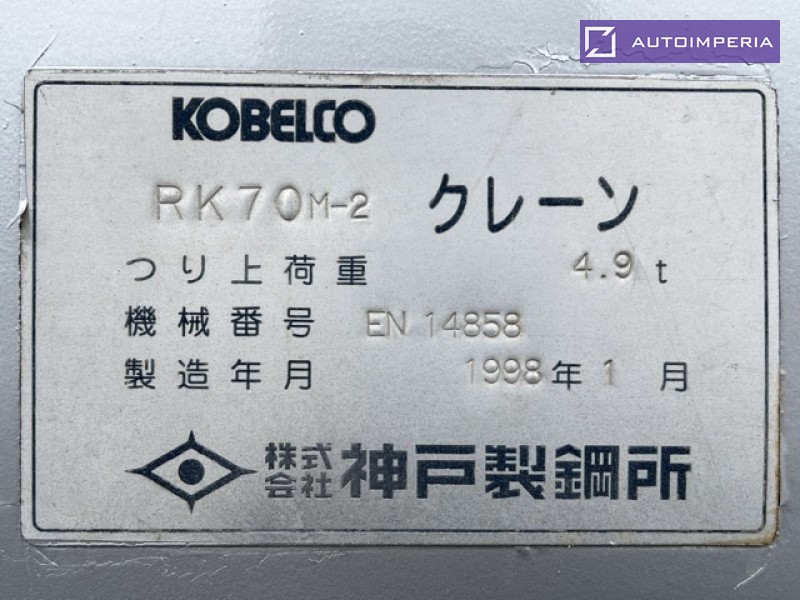 AUTOIMPERIA
KOBELCO
RK70M-2 クレーン
つり上荷重 4.9 t
機械番号 EN 14858
製造年月 1998年1月
株式会社 神戸製鋼所